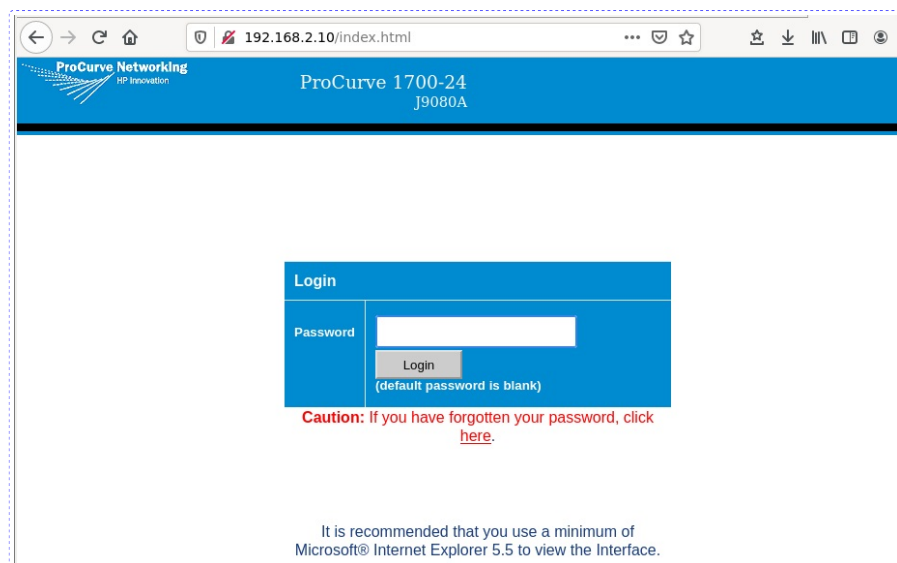 192.168.2.10/index.html
ProCurve Networking
HP Innovation
ProCurve 1700-24
J9080A
Login
Password
Login
(default password is blank)
Caution: If you have forgotten your password, click
here.
It is recommended that you use a minimum of
Microsoft® Internet Explorer 5.5 to view the Interface.